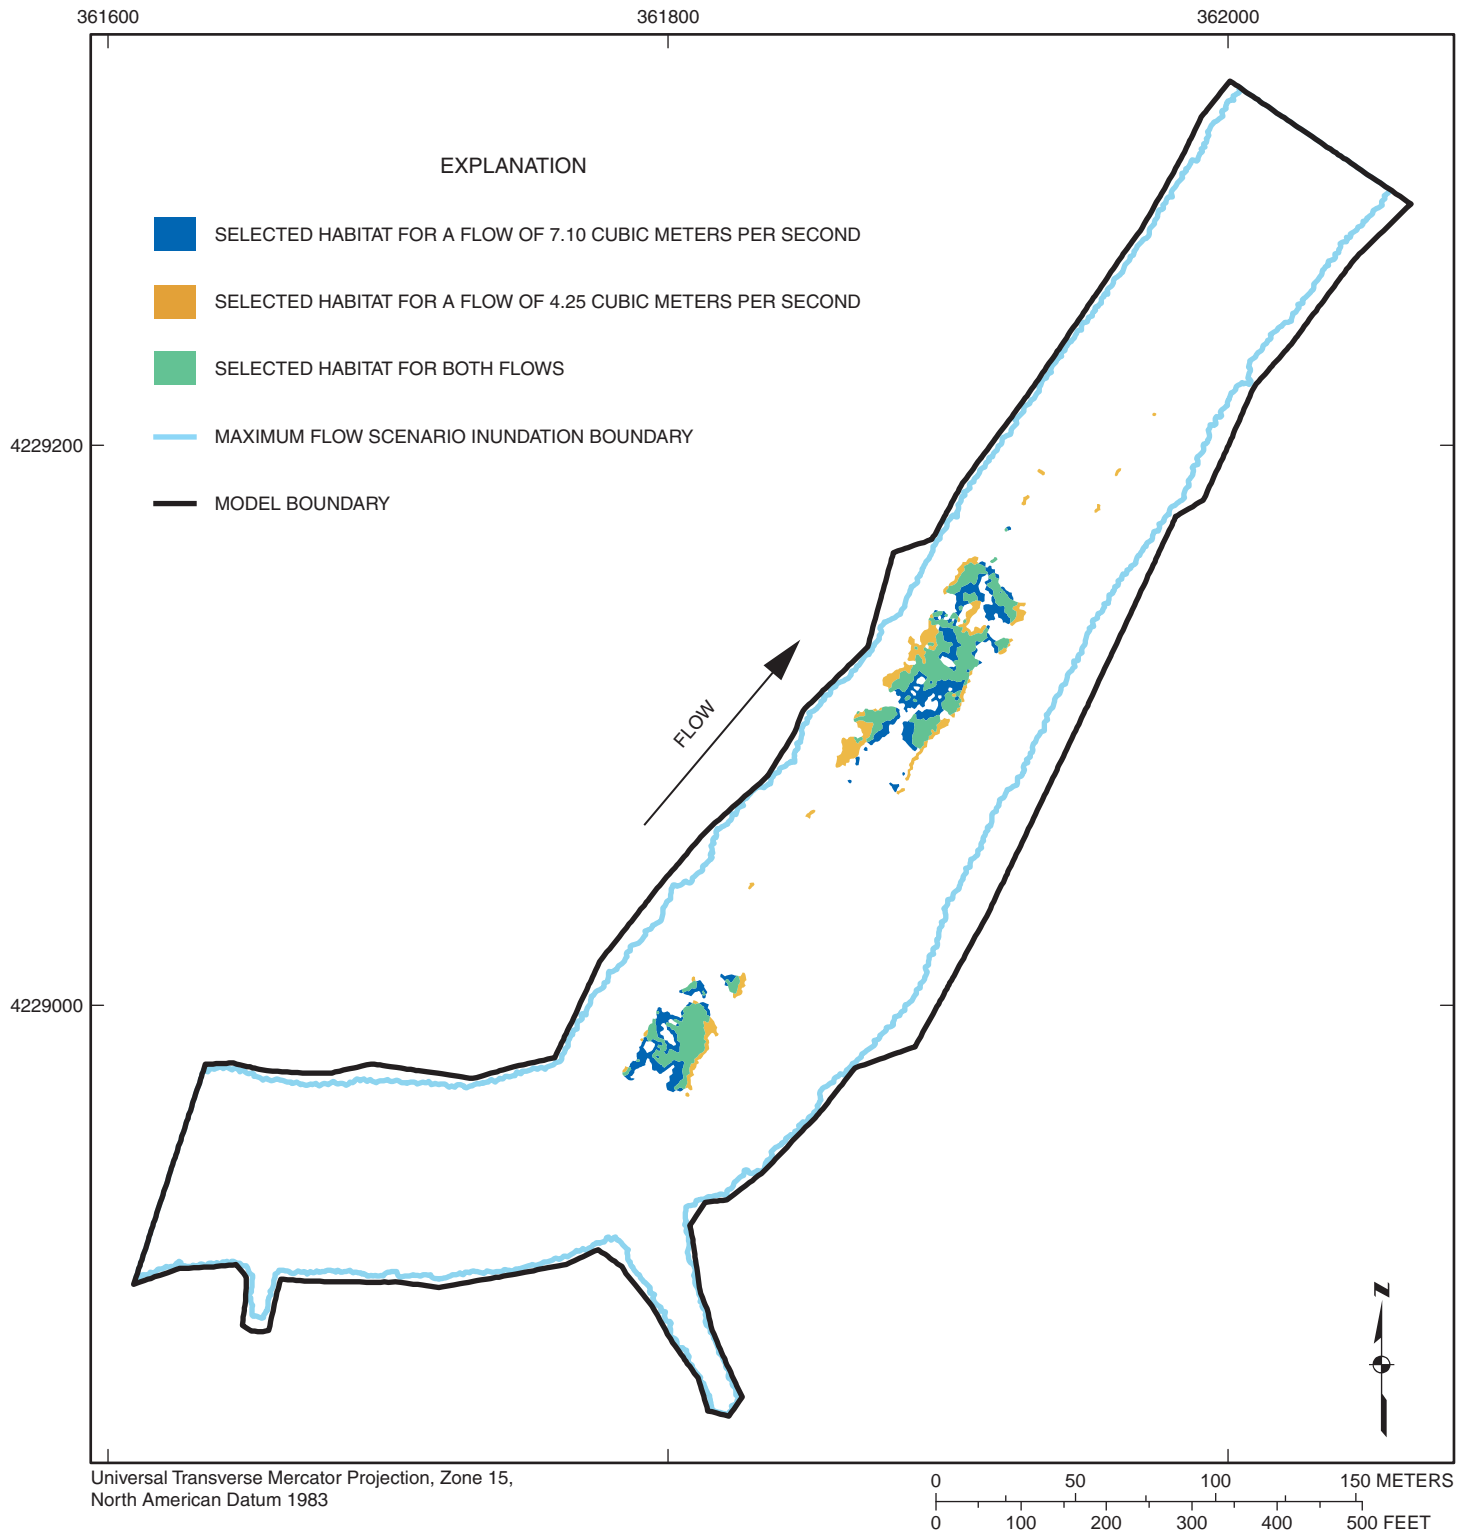 361600 361800 362000
EXPLANATION
SELECTED HABITAT FOR A FLOW OF 7.10 CUBIC METERS PER SECOND
SELECTED HABITAT FOR A FLOW OF 4.25 CUBIC METERS PER SECOND
SELECTED HABITAT FOR BOTH FLOWS
MAXIMUM FLOW SCENARIO INUNDATION BOUNDARY
4229200
MODEL BOUNDARY
FLOW
4229000
N
Universal Transverse Mercator Projection, Zone 15,
North American Datum 1983
0 50 100 150 METERS
0 100 200 300 400 500 FEET